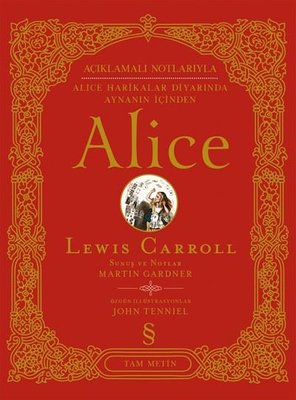 AÇIKLAMALI NOTLARIYLA
ALICE HARİKALAR DİYARINDA
AYNANIN İÇİNDEN
Alice
LEWIS CARROLL
SUNUŞ VE NOTLAR
MARTIN GARDNER
ÖZGÜN İLLÜSTRASYONLAR
JOHN TENNIEL
Ş
TAM METİN